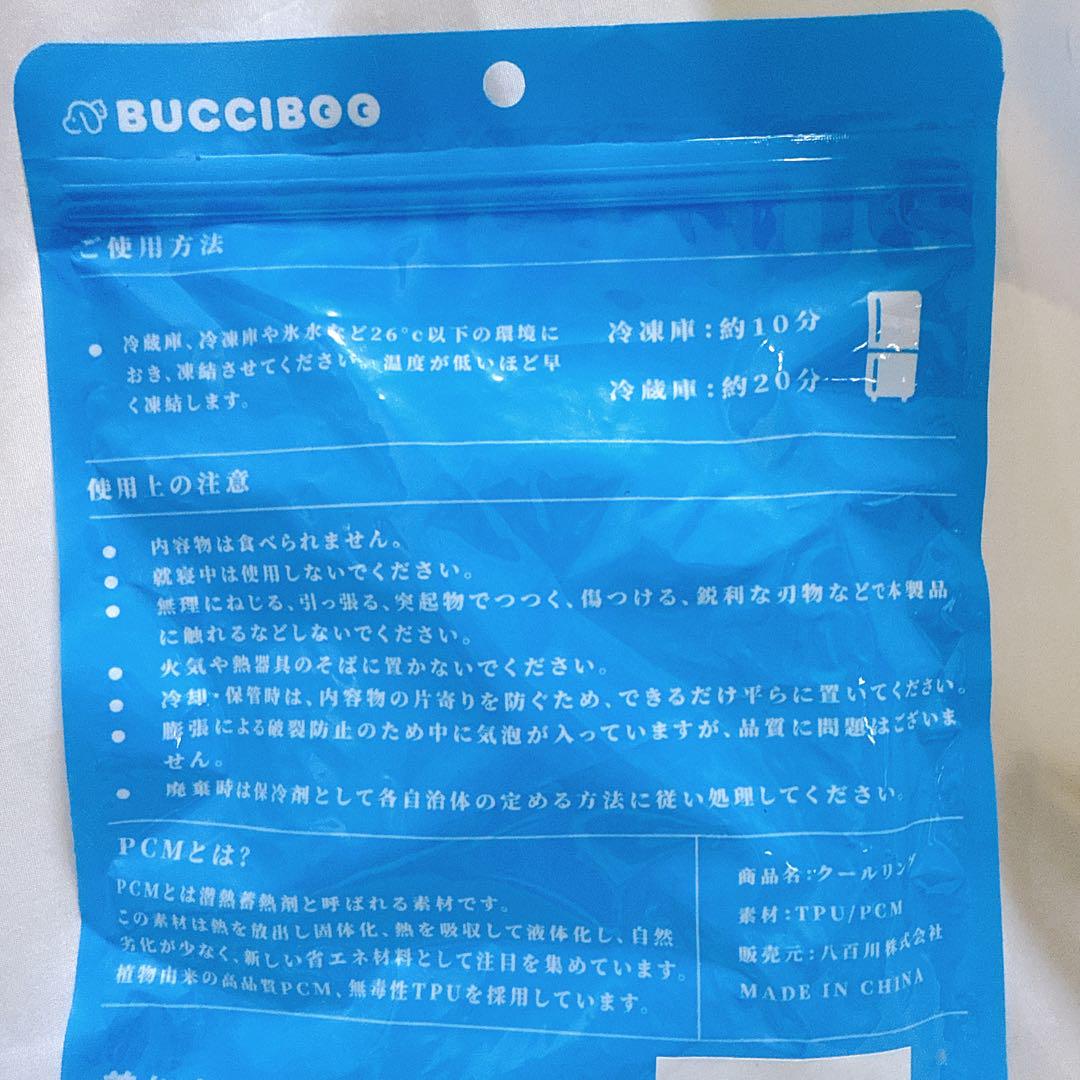 BUCCIBOO
ご使用方法
冷蔵庫、冷凍庫や氷水など26°c以下の環境に
おき、凍結させてください。温度が低いほど早
く凍結します。
冷凍庫:約10分
冷蔵庫:約20分
使用上の注意
内容物は食べられません。
就寝中は使用しないでください。
無理にねじる、引っ張る、突起物でつつく、傷つける、鋭利な刃物などで本製品
に触れるなどしないでください。
火気や熱器具のそばに置かないでください。
冷却・保管時は、内容物の片寄りを防ぐため、できるだけ平らに置いてください。
膨張による破裂防止のため中に気泡が入っていますが、品質に問題はございま
せん。
廃棄時は保冷剤として各自治体の定める方法に従い処理してください。
PCMとは?
PCMとは潜熱蓄熱剤と呼ばれる素材です。
この素材は熱を放出し固体化、熱を吸収して液体化し、自然
劣化が少なく、新しい省エネ材料として注目を集めています。
植物由来の高品質PCM、無毒性TPUを採用しています。
商品名:クールリング
素材:TPU/PCM
販売元:八百川株式会社
MADE IN CHINA